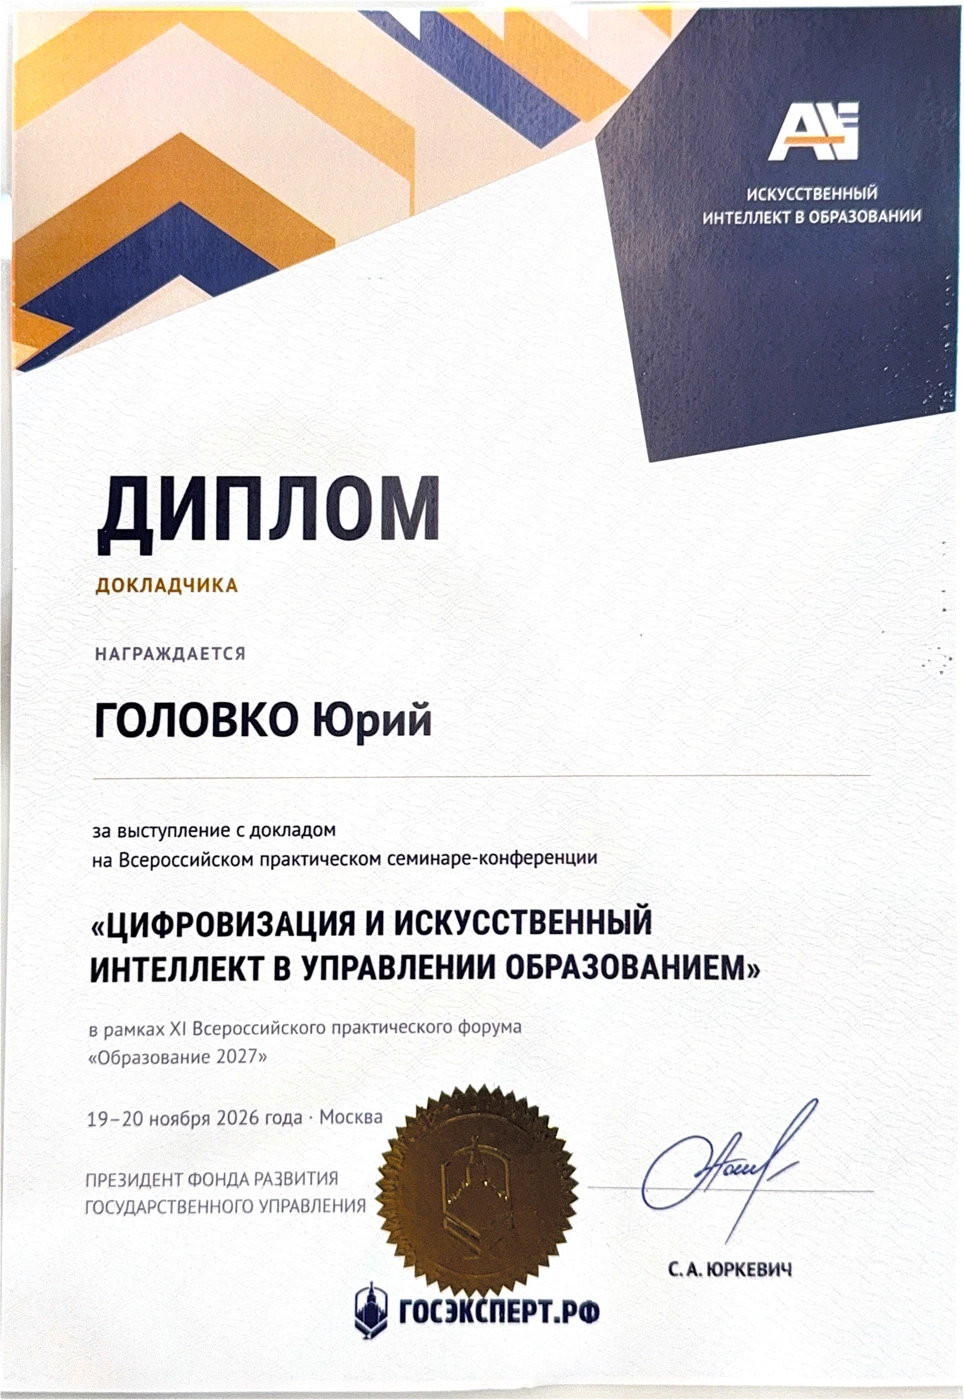 ИСКУССТВЕННЫЙ
ИНТЕЛЛЕКТ В ОБРАЗОВАНИИ
ДИПЛОМ
ДОКЛАДЧИКА
НАГРАЖДАЕТСЯ
ГОЛОВКО Юрий
за выступление с докладом
на Всероссийском практическом семинаре-конференции
«ЦИФРОВИЗАЦИЯ И ИСКУССТВЕННЫЙ
ИНТЕЛЛЕКТ В УПРАВЛЕНИИ ОБРАЗОВАНИЕМ»
в рамках XI Всероссийского практического форума
«Образование 2027»
19–20 ноября 2026 года · Москва
ПРЕЗИДЕНТ ФОНДА РАЗВИТИЯ
ГОСУДАРСТВЕННОГО УПРАВЛЕНИЯ
С. А. ЮРКЕВИЧ
ГОСЭКСПЕРТ.РФ